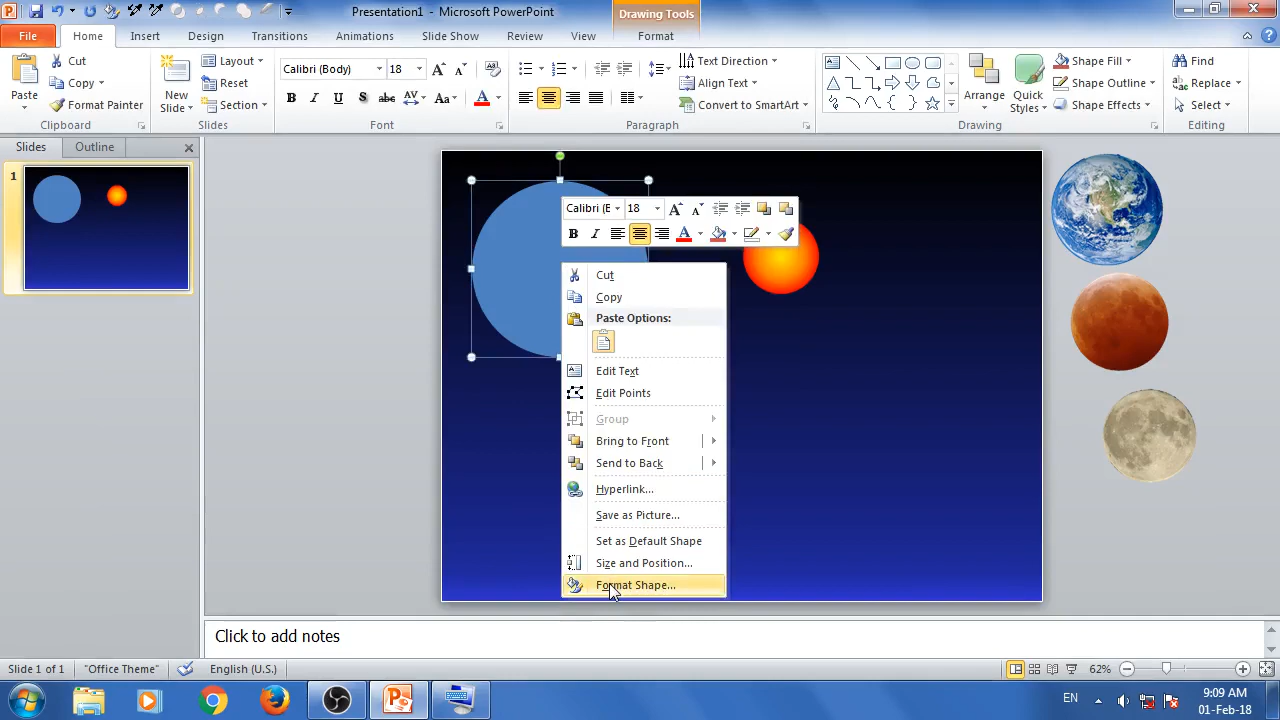 Presentation1 - Microsoft PowerPoint
Drawing Tools
File
Home
Insert
Design
Transitions
Animations
Slide Show
Review
View
Format
Paste
Cut
Copy
Format Painter
Clipboard
New Slide
Layout
Reset
Section
Slides
Calibri (Body)
18
B I U S abc AV Aa A
Font
Text Direction
Align Text
Convert to SmartArt
Paragraph
Arrange
Quick Styles
Shape Fill
Shape Outline
Shape Effects
Drawing
Find
Replace
Select
Editing
Slides
Outline
1
Calibri (E
18
A A
B I A
Cut
Copy
Paste Options:
Edit Text
Edit Points
Group
Bring to Front
Send to Back
Hyperlink...
Save as Picture...
Set as Default Shape
Size and Position...
Format Shape...
Click to add notes
Slide 1 of 1
"Office Theme"
English (U.S.)
62%
EN
9:09 AM
01-Feb-18